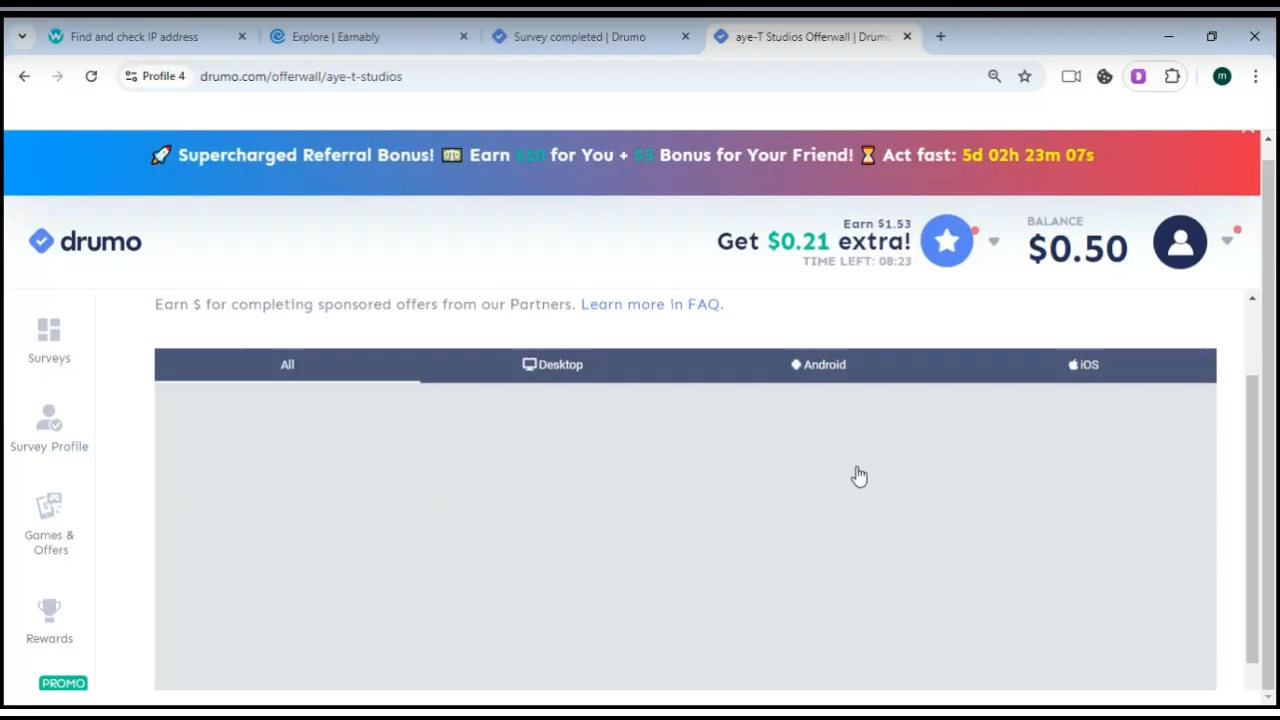 Find and check IP address
Explore | Earnably
Survey completed | Drumo
aye-T Studios Offerwall | Drumo
Profile 4
drumo.com/offerwall/aye-t-studios
m
Supercharged Referral Bonus! Earn $10 for You + $5 Bonus for Your Friend! Act fast: 5d 02h 23m 07s
drumo
Earn $1.53
Get $0.21 extra!
TIME LEFT: 08:23
BALANCE
$0.50
Earn $ for completing sponsored offers from our Partners. Learn more in FAQ.
All
Desktop
Android
iOS
Surveys
Survey Profile
Games &
Offers
Rewards
PROMO